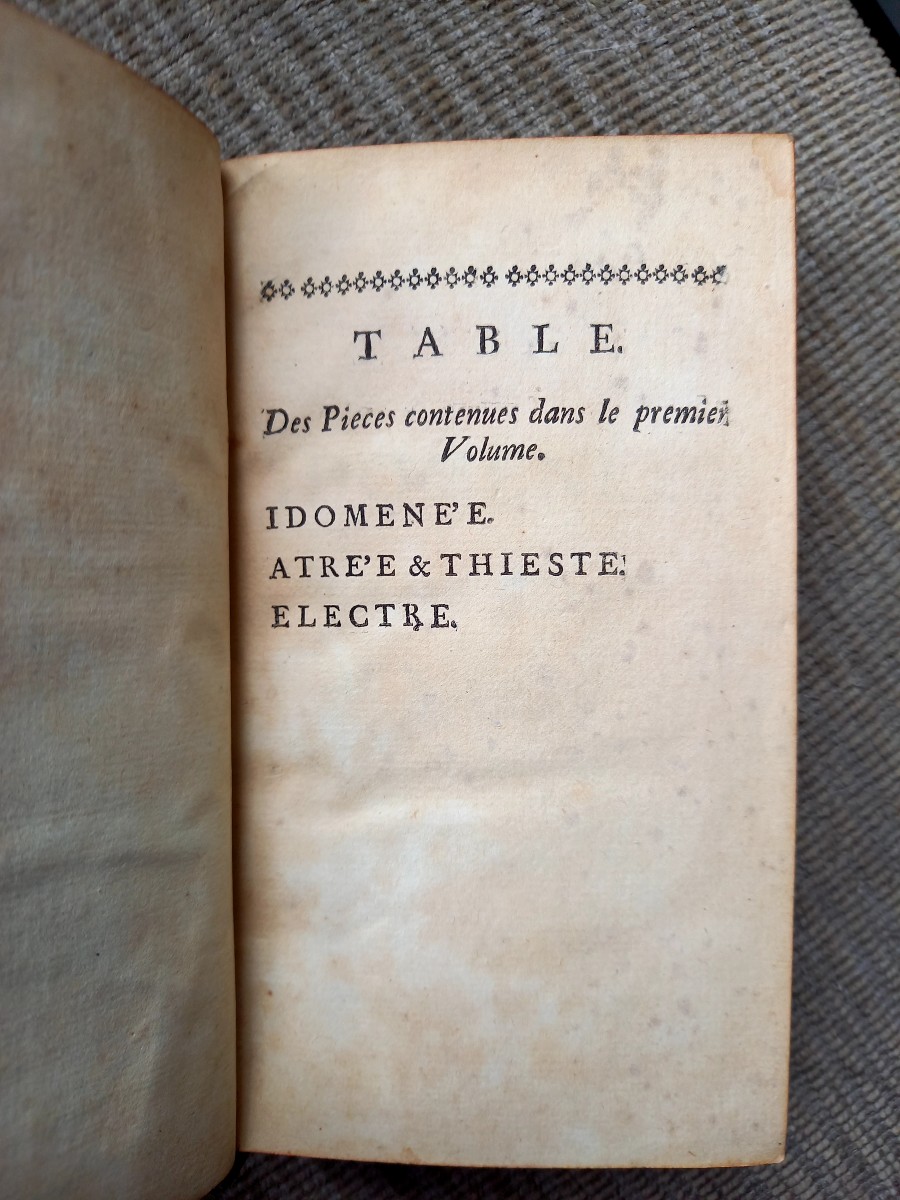 TABLE.
Des Pieces contenues dans le premier
Volume.
IDOMENE'E.
ATRE'E & THIESTE.
ELECTRE.